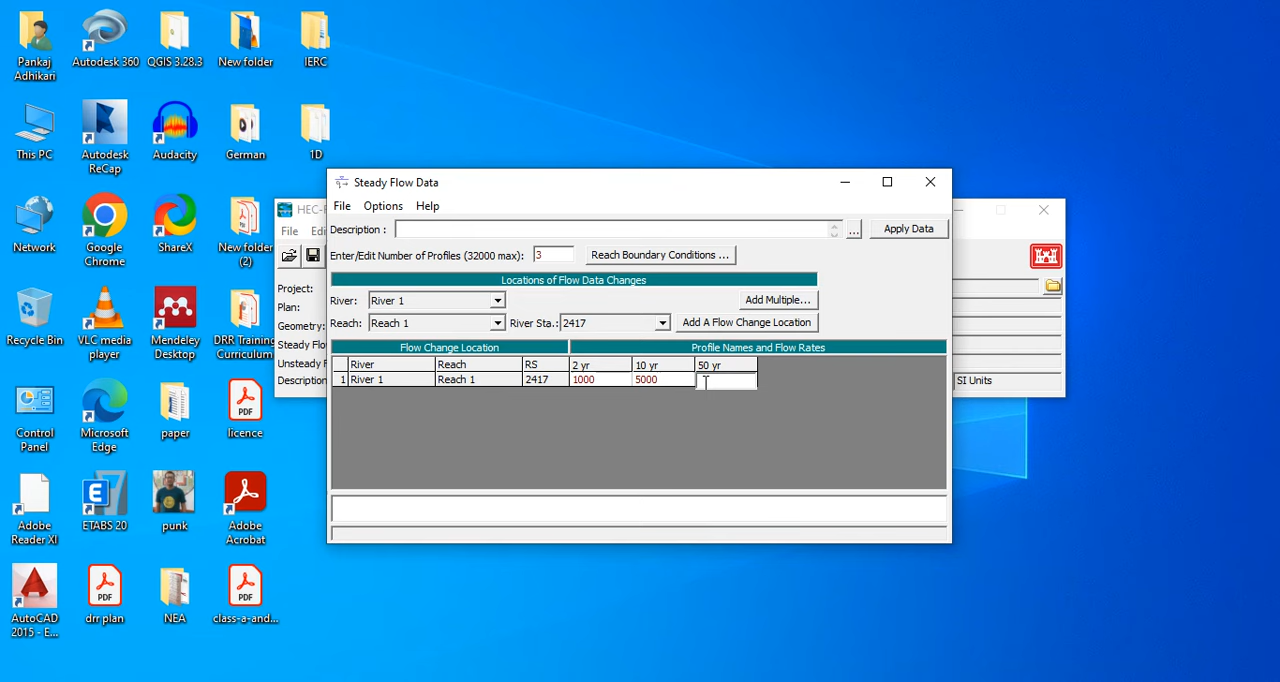 Pankaj Adhikari
Autodesk 360
QGIS 3.28.3
New folder
IERC
This PC
Autodesk ReCap
Audacity
German
1D
Network
Google Chrome
ShareX
New folder (2)
Recycle Bin
VLC media player
Mendeley Desktop
DRR Training Curriculum
Control Panel
Microsoft Edge
paper
licence
Adobe Reader XI
ETABS 20
punk
Adobe Acrobat
AutoCAD 2015 - E...
drr plan
NEA
class-a-and...
File
Project:
Plan:
Geometry:
Steady Flo
Unsteady F
Description
SI Units
Steady Flow Data
File Options Help
Description : ... Apply Data
Enter/Edit Number of Profiles (32000 max): 3 Reach Boundary Conditions ...
Locations of Flow Data Changes
River: River 1 Add Multiple...
Reach: Reach 1 River Sta.: 2417 Add A Flow Change Location
Flow Change Location Profile Names and Flow Rates
River Reach RS 2 yr 10 yr 50 yr
1 River 1 Reach 1 2417 1000 5000